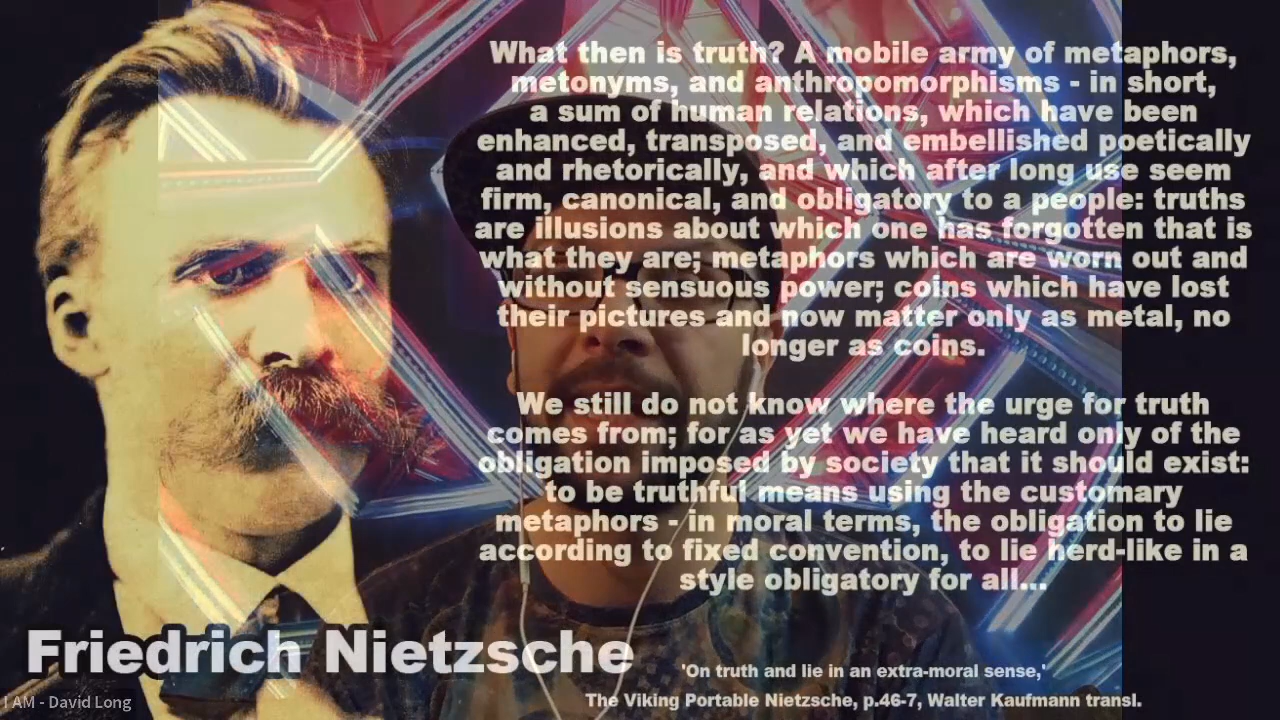 What then is truth? A mobile army of metaphors,
metonyms, and anthropomorphisms - in short,
a sum of human relations, which have been
enhanced, transposed, and embellished poetically
and rhetorically, and which after long use seem
firm, canonical, and obligatory to a people: truths
are illusions about which one has forgotten that is
what they are; metaphors which are worn out and
without sensuous power; coins which have lost
their pictures and now matter only as metal, no
longer as coins.
We still do not know where the urge for truth
comes from; for as yet we have heard only of the
obligation imposed by society that it should exist:
to be truthful means using the customary
metaphors - in moral terms, the obligation to lie
according to fixed convention, to lie herd-like in a
style obligatory for all...
Friedrich Nietzsche
'On truth and lie in an extra-moral sense,'
The Viking Portable Nietzsche, p.46-7, Walter Kaufmann transl.
I AM - David Long